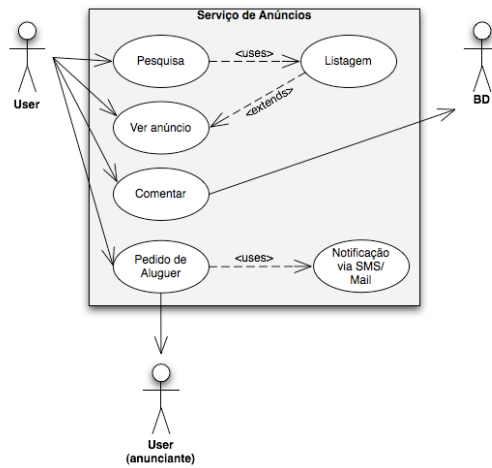 Serviço de Anúncios
Pesquisa
<uses>
Listagem
User
BD
<extends>
Ver anúncio
Comentar
Pedido de
Aluguer
<uses>
Notificação
via SMS/
Mail
User
(anunciante)